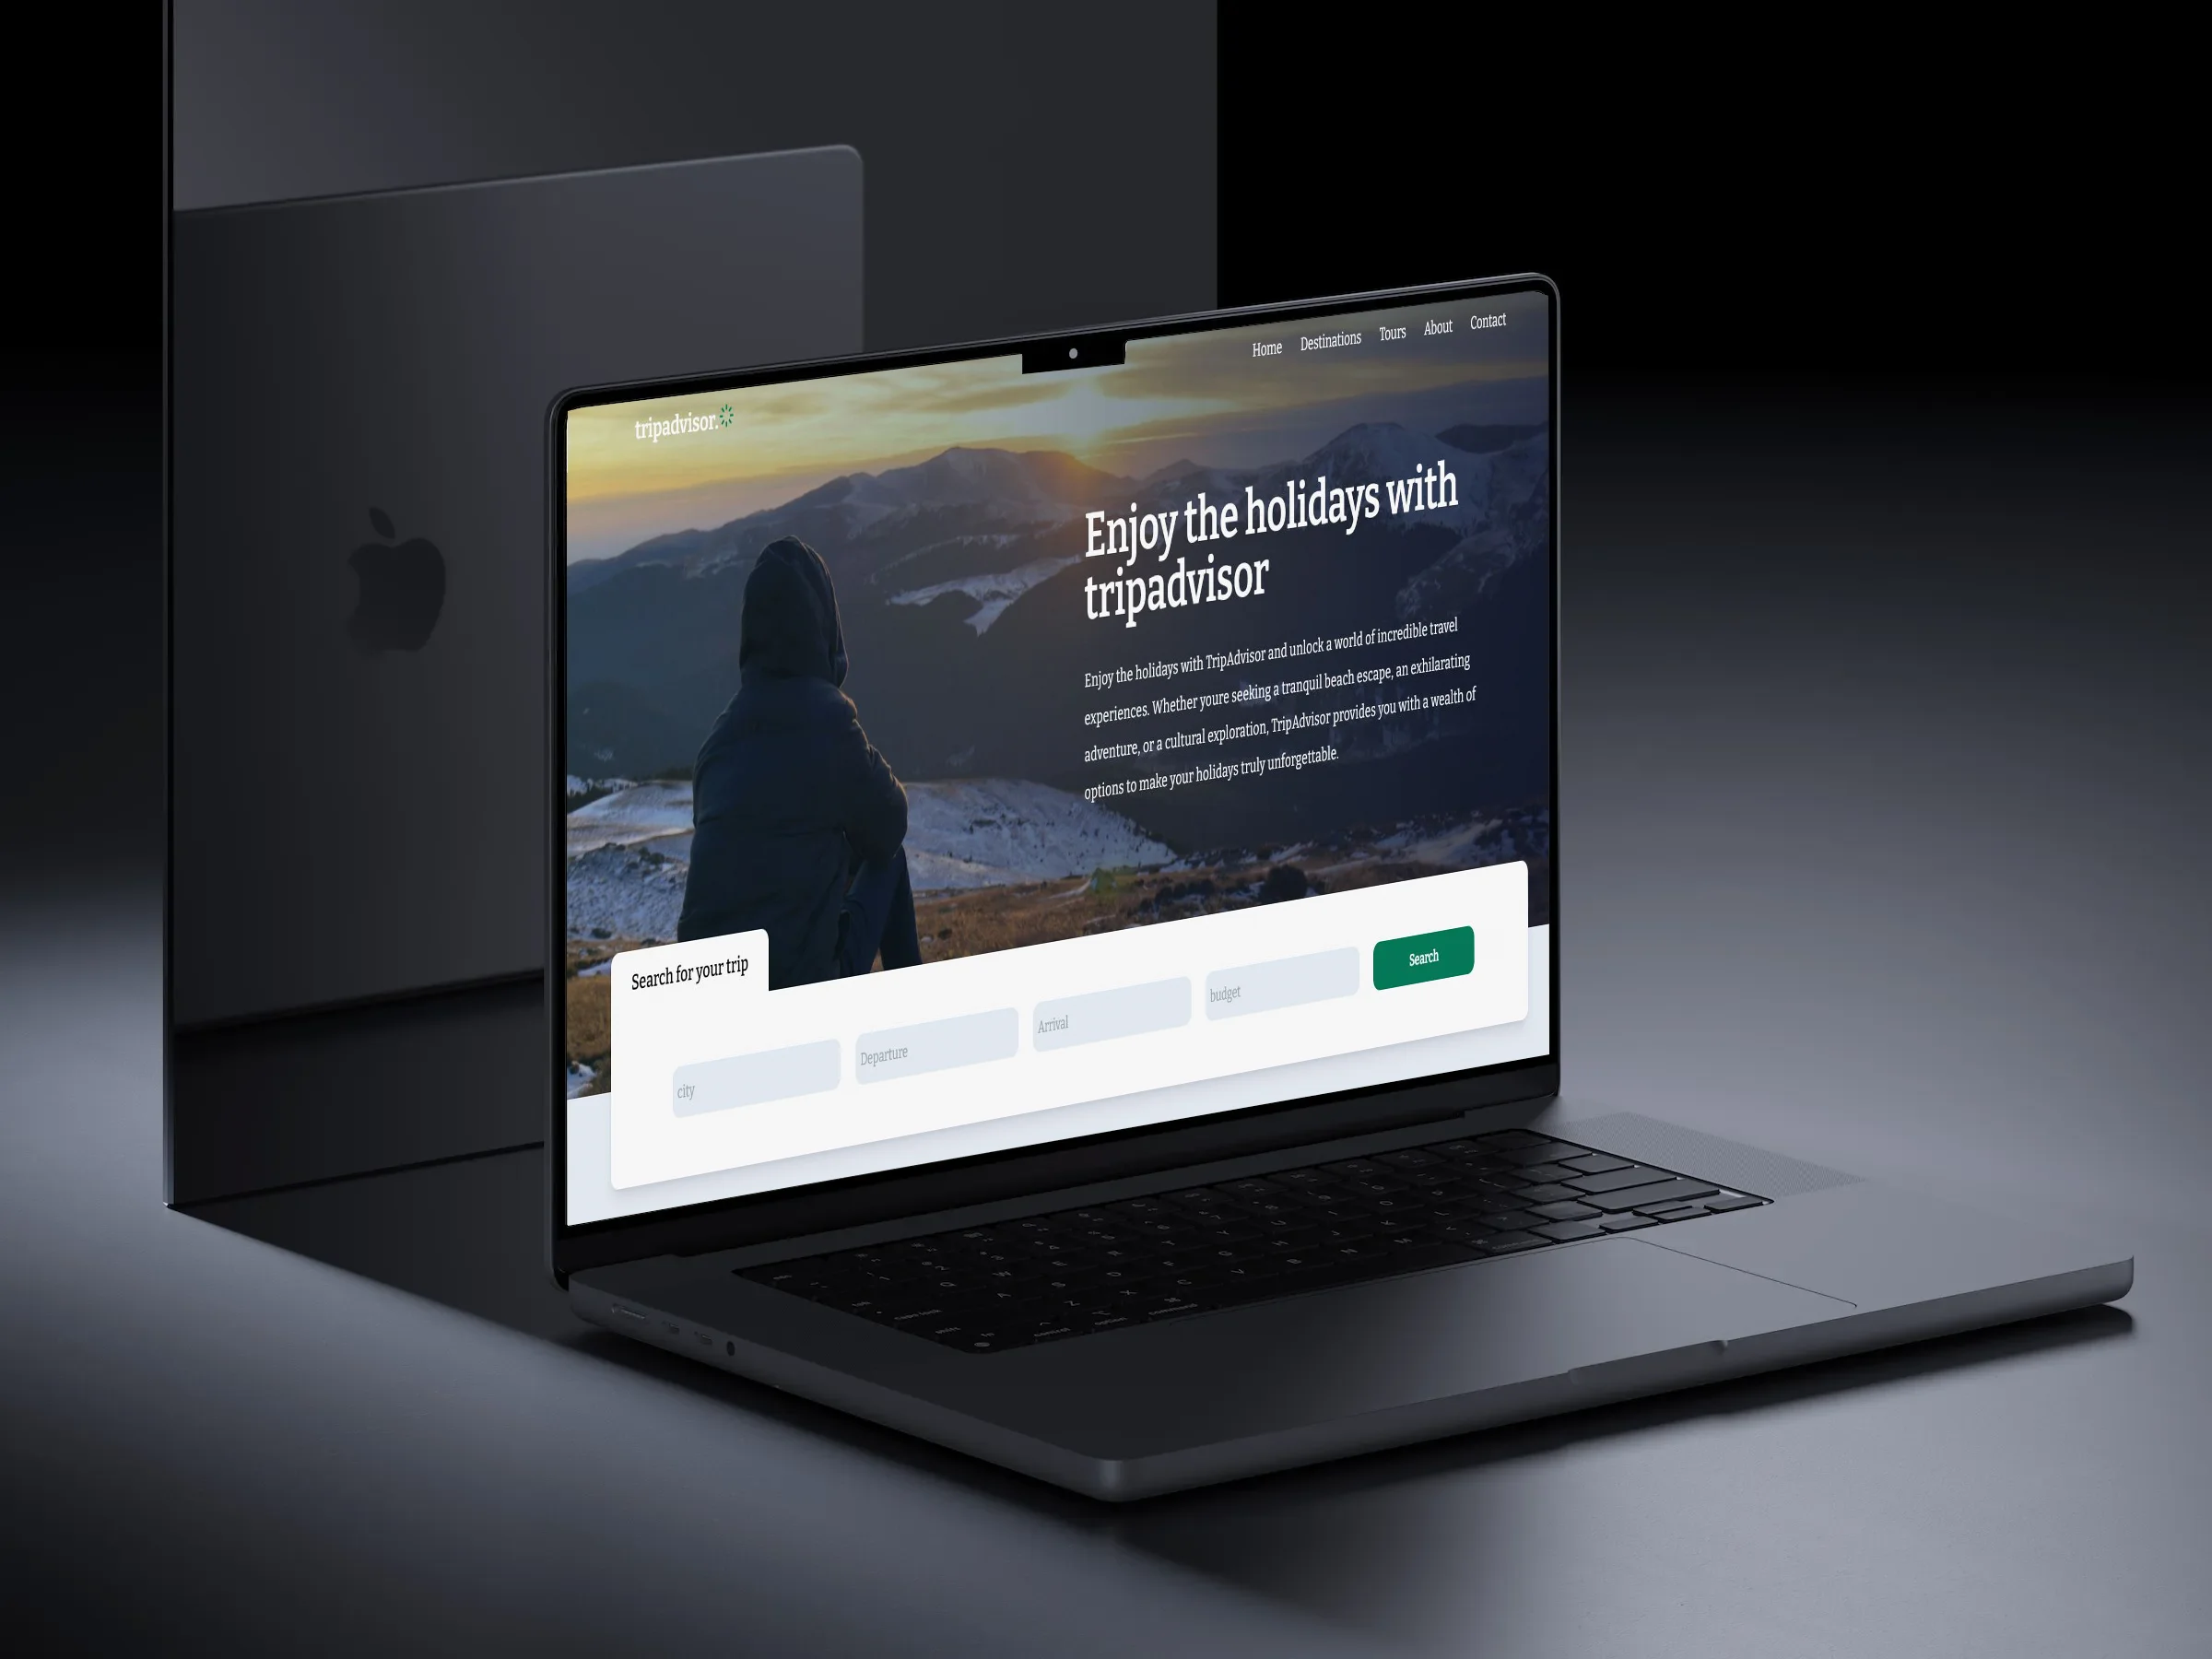 Home Destinations Tours About Contact
tripadvisor.
Enjoy the holidays with
tripadvisor
Enjoy the holidays with TripAdvisor and unlock a world of incredible travel
experiences. Whether youre seeking a tranquil beach escape, an exhilarating
adventure, or a cultural exploration, TripAdvisor provides you with a wealth of
options to make your holidays truly unforgettable.
Search for your trip
city Departure Arrival budget Search